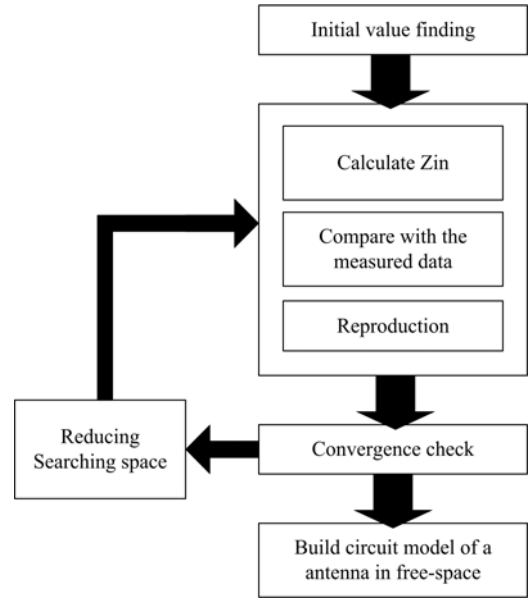 Initial value finding
Calculate Zin
Compare with the
measured data
Reproduction
Reducing
Searching space
Convergence check
Build circuit model of a
antenna in free-space